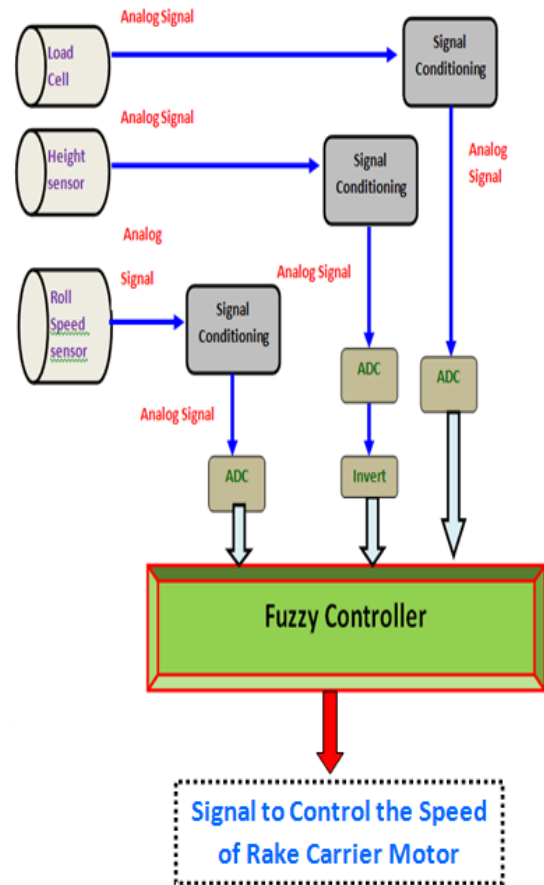 Analog Signal
Load
Cell
Signal
Conditioning
Analog Signal
Height
sensor
Signal
Conditioning
Analog
Signal
Analog
Signal
Roll
Speed
sensor
Signal
Conditioning
Analog Signal
ADC
ADC
Analog Signal
ADC
Invert
Fuzzy Controller
Signal to Control the Speed
of Rake Carrier Motor